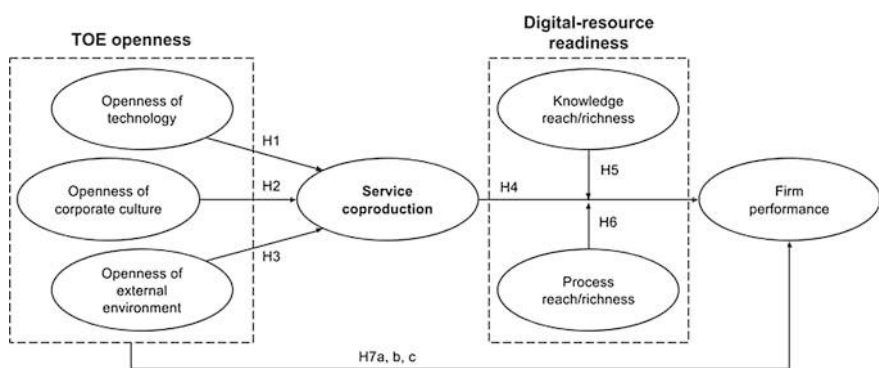 TOE openness
Openness of
technology
Openness of
corporate culture
Openness of
external
environment
H1
H2
H3
Service
coproduction
H4
Digital-resource
readiness
Knowledge
reach/richness
H5
H6
Process
reach/richness
Firm
performance
H7a, b, c